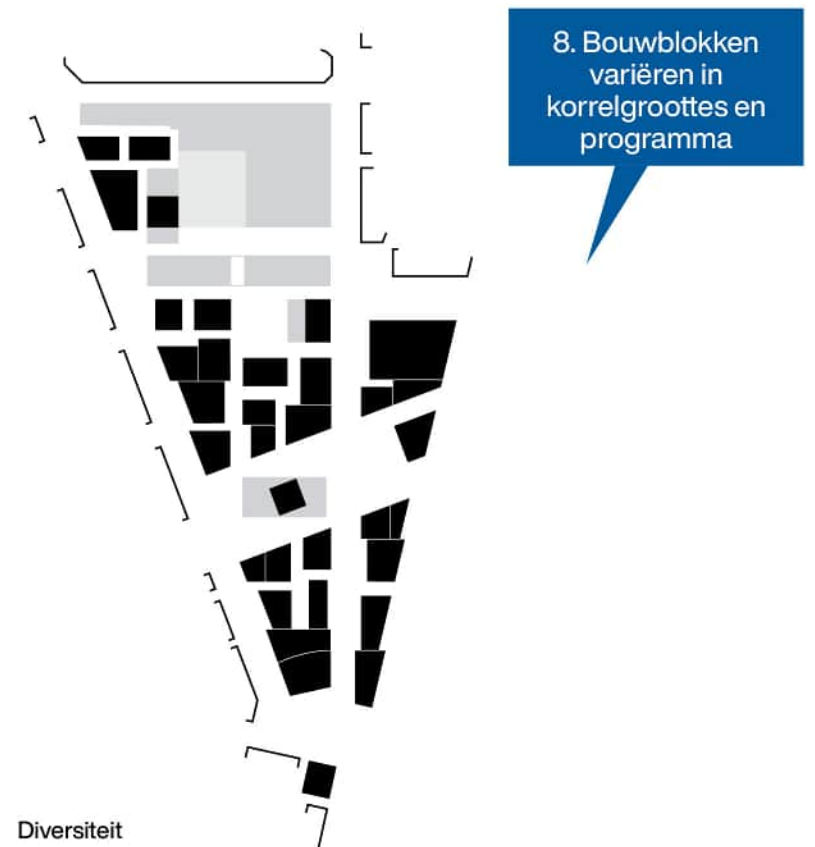 8. Bouwblokken
variëren in
korrelgroottes en
programma
Diversiteit